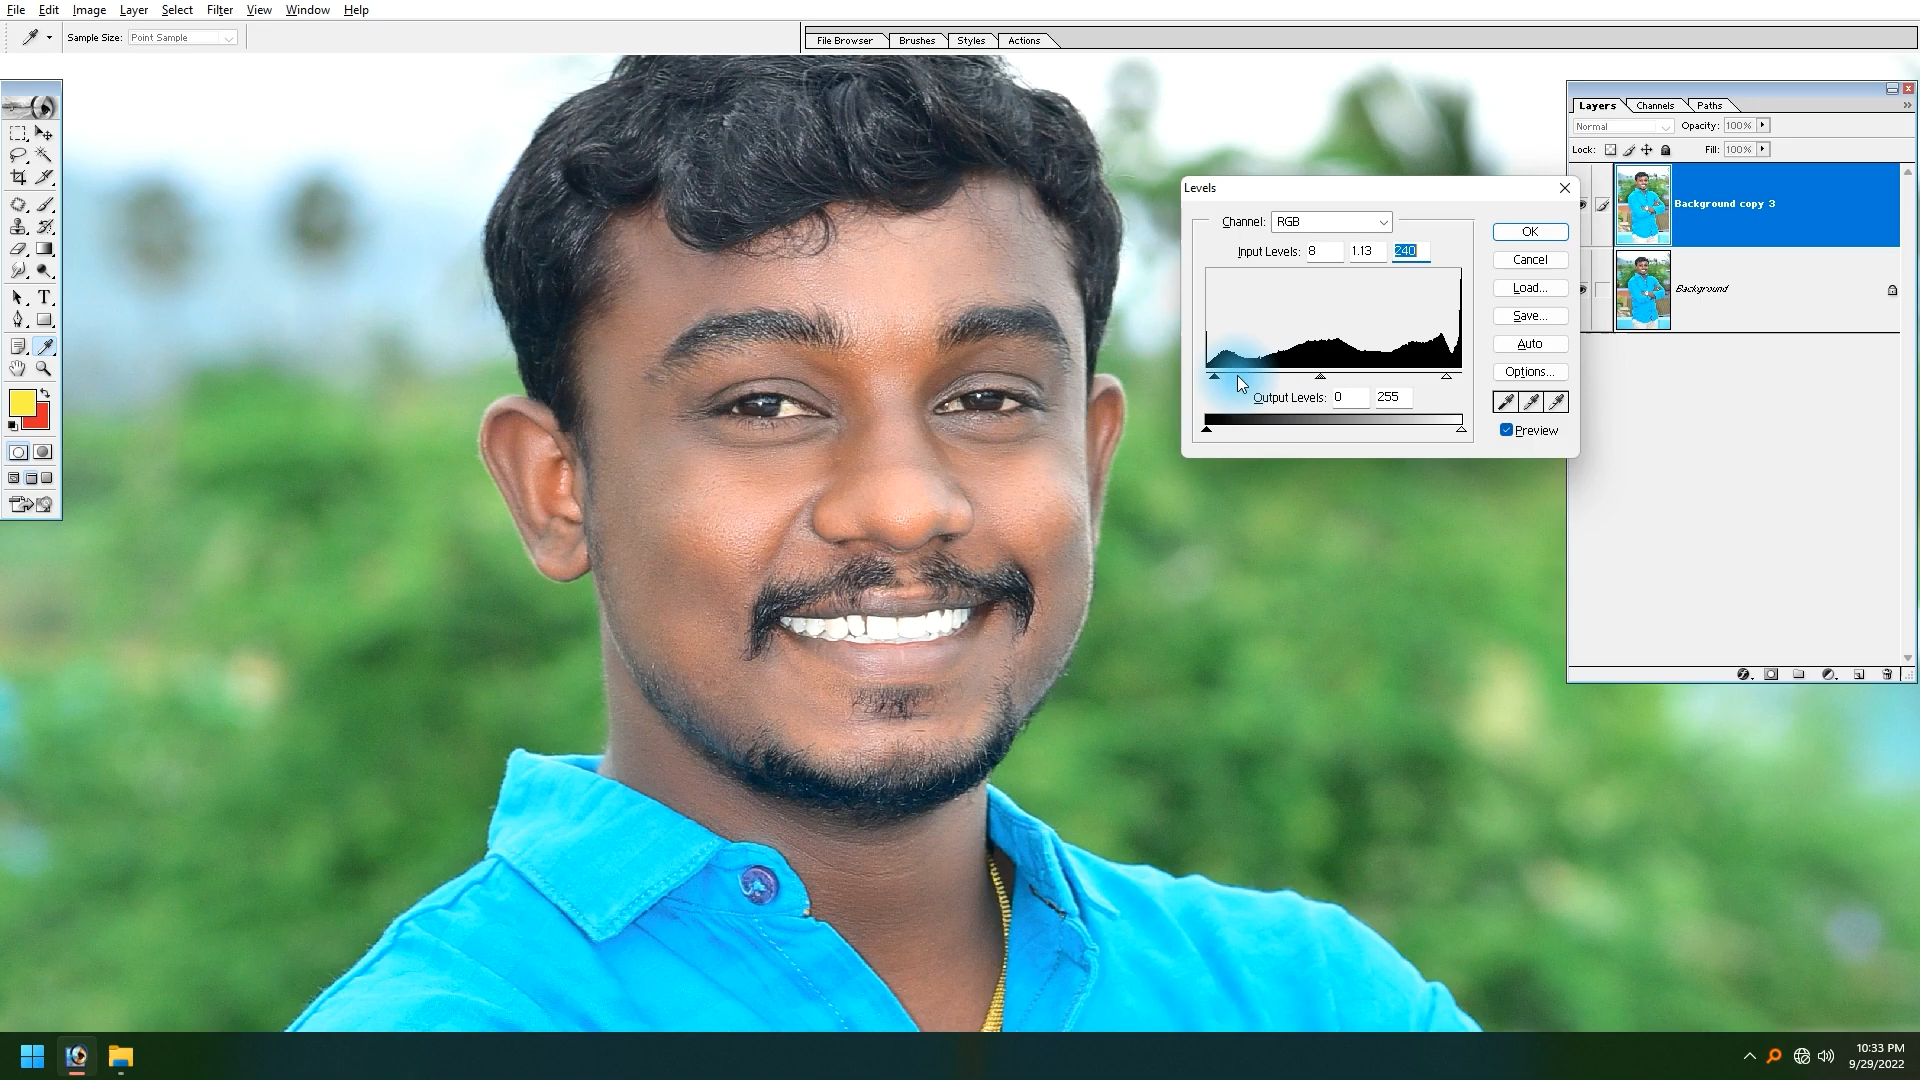 File Edit Image Layer Select Filter View Window Help
Sample Size: Point Sample
File Browser Brushes Styles Actions
Layers Channels Paths
Normal Opacity: 100%
Lock: Fill: 100%
Background copy 3
Background
Levels
Channel: RGB
Input Levels: 8 1.13 240
Output Levels: 0 255
OK
Cancel
Load...
Save...
Auto
Options...
Preview
T
10:33 PM
9/29/2022